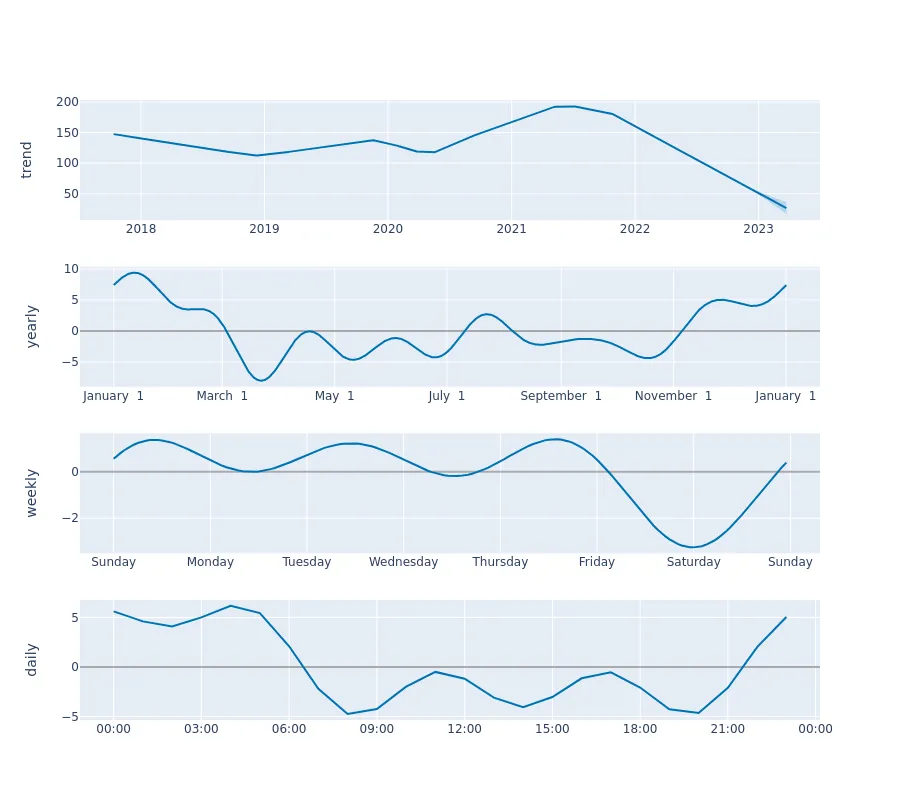 trend
200
150
100
50
2018 2019 2020 2021 2022 2023
yearly
10
5
0
−5
January 1 March 1 May 1 July 1 September 1 November 1 January 1
weekly
0
−2
Sunday Monday Tuesday Wednesday Thursday Friday Saturday Sunday
daily
5
0
−5
00:00 03:00 06:00 09:00 12:00 15:00 18:00 21:00 00:00